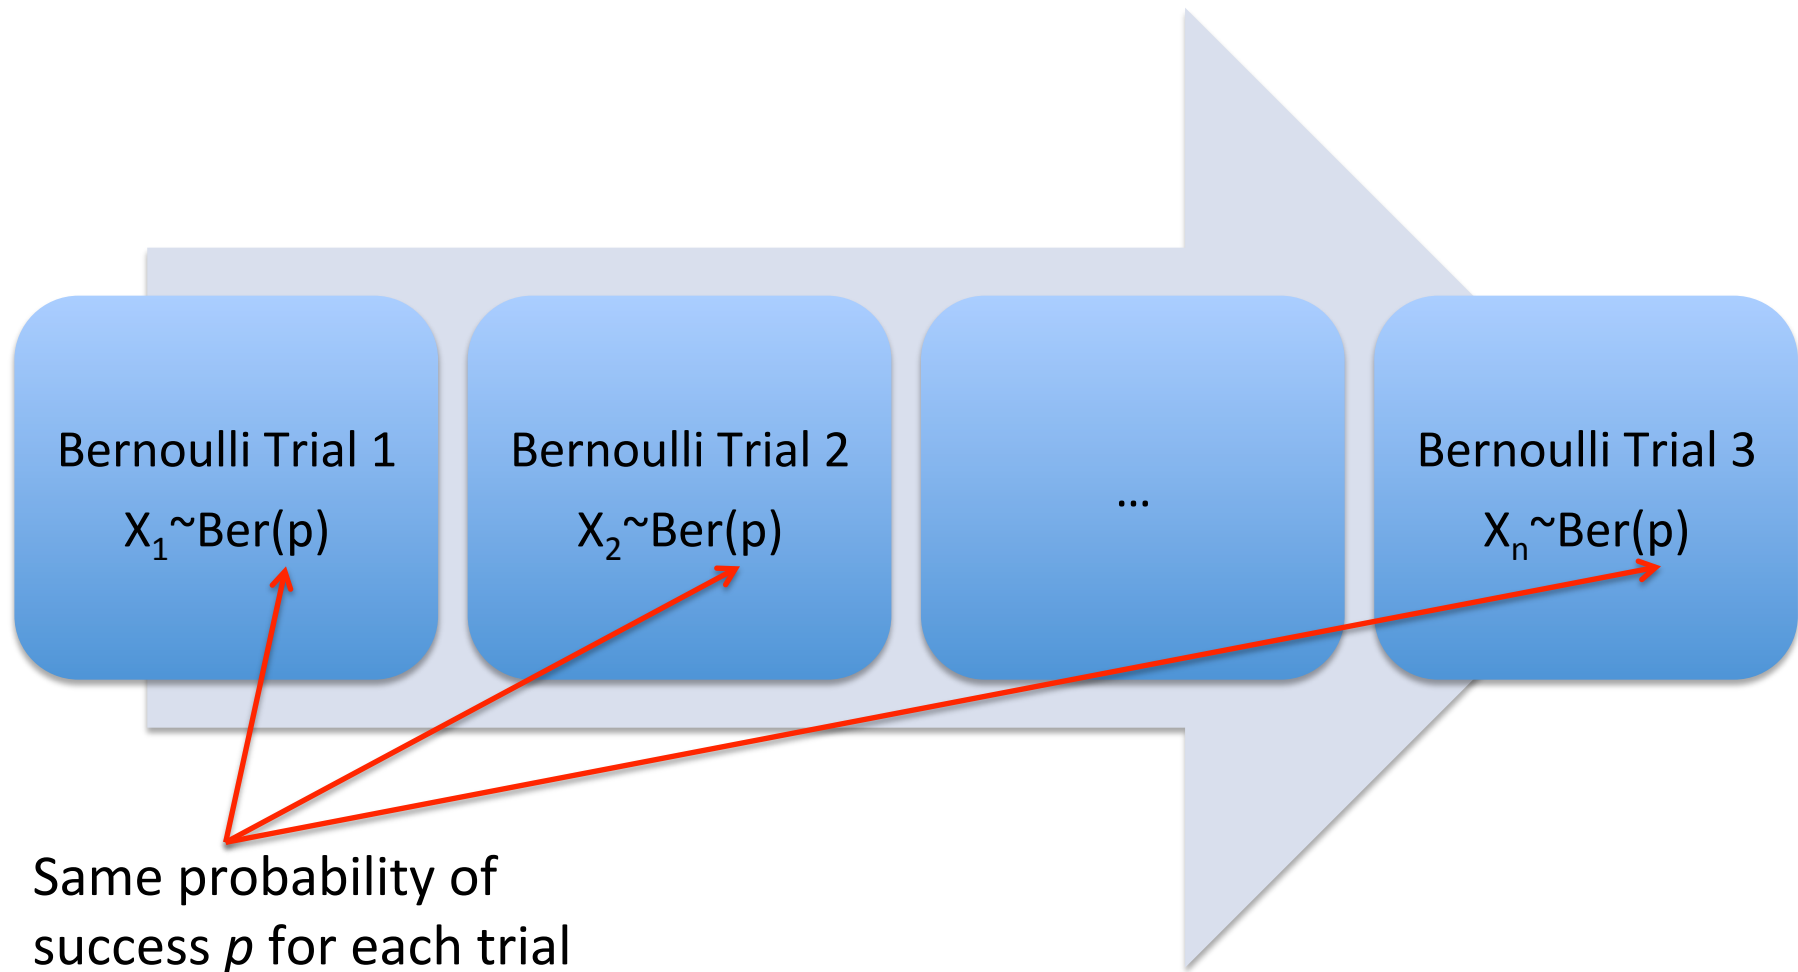 Bernoulli Trial 1
X₁~Ber(p)
Bernoulli Trial 2
X₂~Ber(p)
...
Bernoulli Trial 3
Xₙ~Ber(p)
Same probability of
success p for each trial